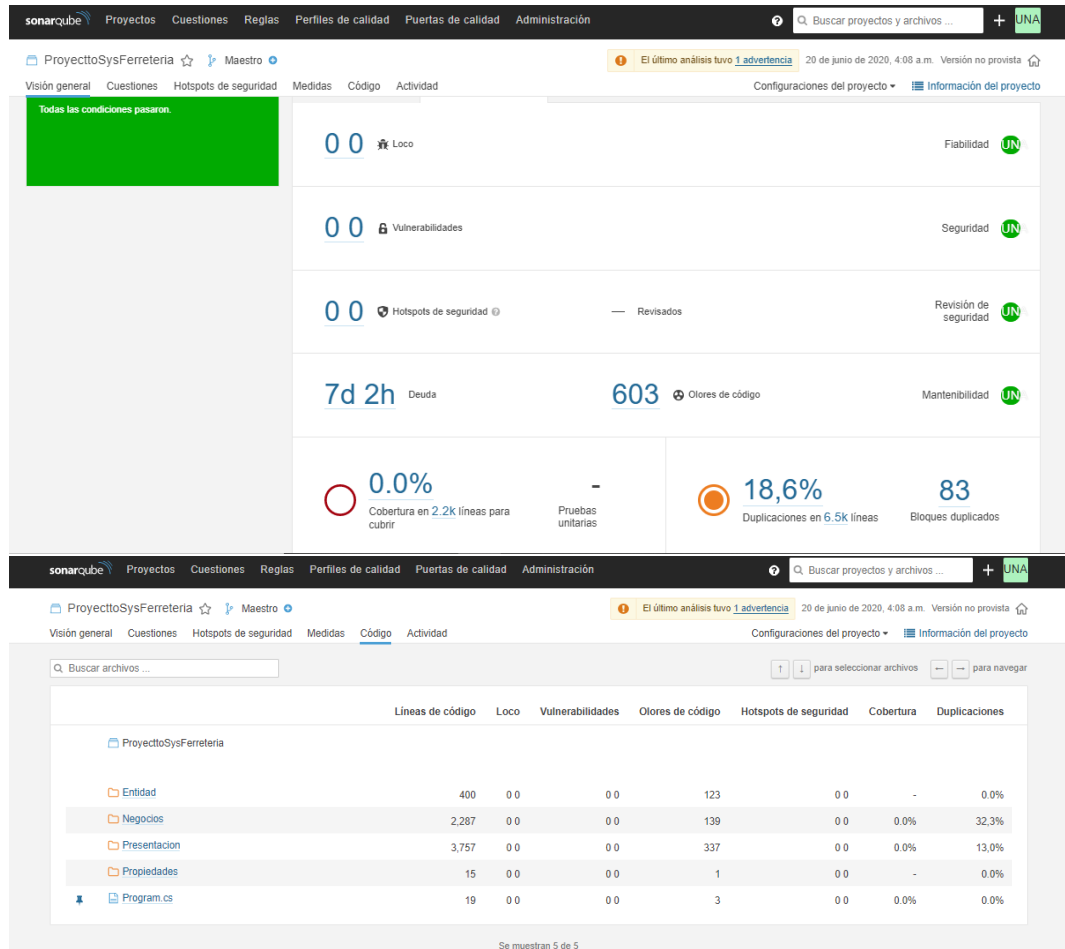 sonarqube Proyectos Cuestiones Reglas Perfiles de calidad Puertas de calidad Administración Buscar proyectos y archivos ... + UNA
ProyecttoSysFerreteria Maestro El último análisis tuvo 1 advertencia 20 de junio de 2020, 4:08 a.m. Versión no provista
Visión general Cuestiones Hotspots de seguridad Medidas Código Actividad Configuraciones del proyecto Información del proyecto
Todas las condiciones pasaron.
0 0 Loco Fiabilidad UN
0 0 Vulnerabilidades Seguridad UN
0 0 Hotspots de seguridad — Revisados Revisión de
seguridad UN
7d 2h Deuda 603 Olores de código Mantenibilidad UN
0.0% - 18,6% 83
Cobertura en 2.2k líneas para Pruebas Duplicaciones en 6.5k líneas Bloques duplicados
cubrir unitarias
sonarqube Proyectos Cuestiones Reglas Perfiles de calidad Puertas de calidad Administración Buscar proyectos y archivos ... + UNA
ProyecttoSysFerreteria Maestro El último análisis tuvo 1 advertencia 20 de junio de 2020, 4:08 a.m. Versión no provista
Visión general Cuestiones Hotspots de seguridad Medidas Código Actividad Configuraciones del proyecto Información del proyecto
Buscar archivos ... ↑ ↓ para seleccionar archivos ← → para navegar
Líneas de código Loco Vulnerabilidades Olores de código Hotspots de seguridad Cobertura Duplicaciones
ProyecttoSysFerreteria
Entidad 400 0 0 0 0 123 0 0 - 0.0%
Negocios 2,287 0 0 0 0 139 0 0 0.0% 32,3%
Presentacion 3,757 0 0 0 0 337 0 0 0.0% 13,0%
Propiedades 15 0 0 0 0 1 0 0 - 0.0%
Program.cs 19 0 0 0 0 3 0 0 0.0% 0.0%
Se muestran 5 de 5